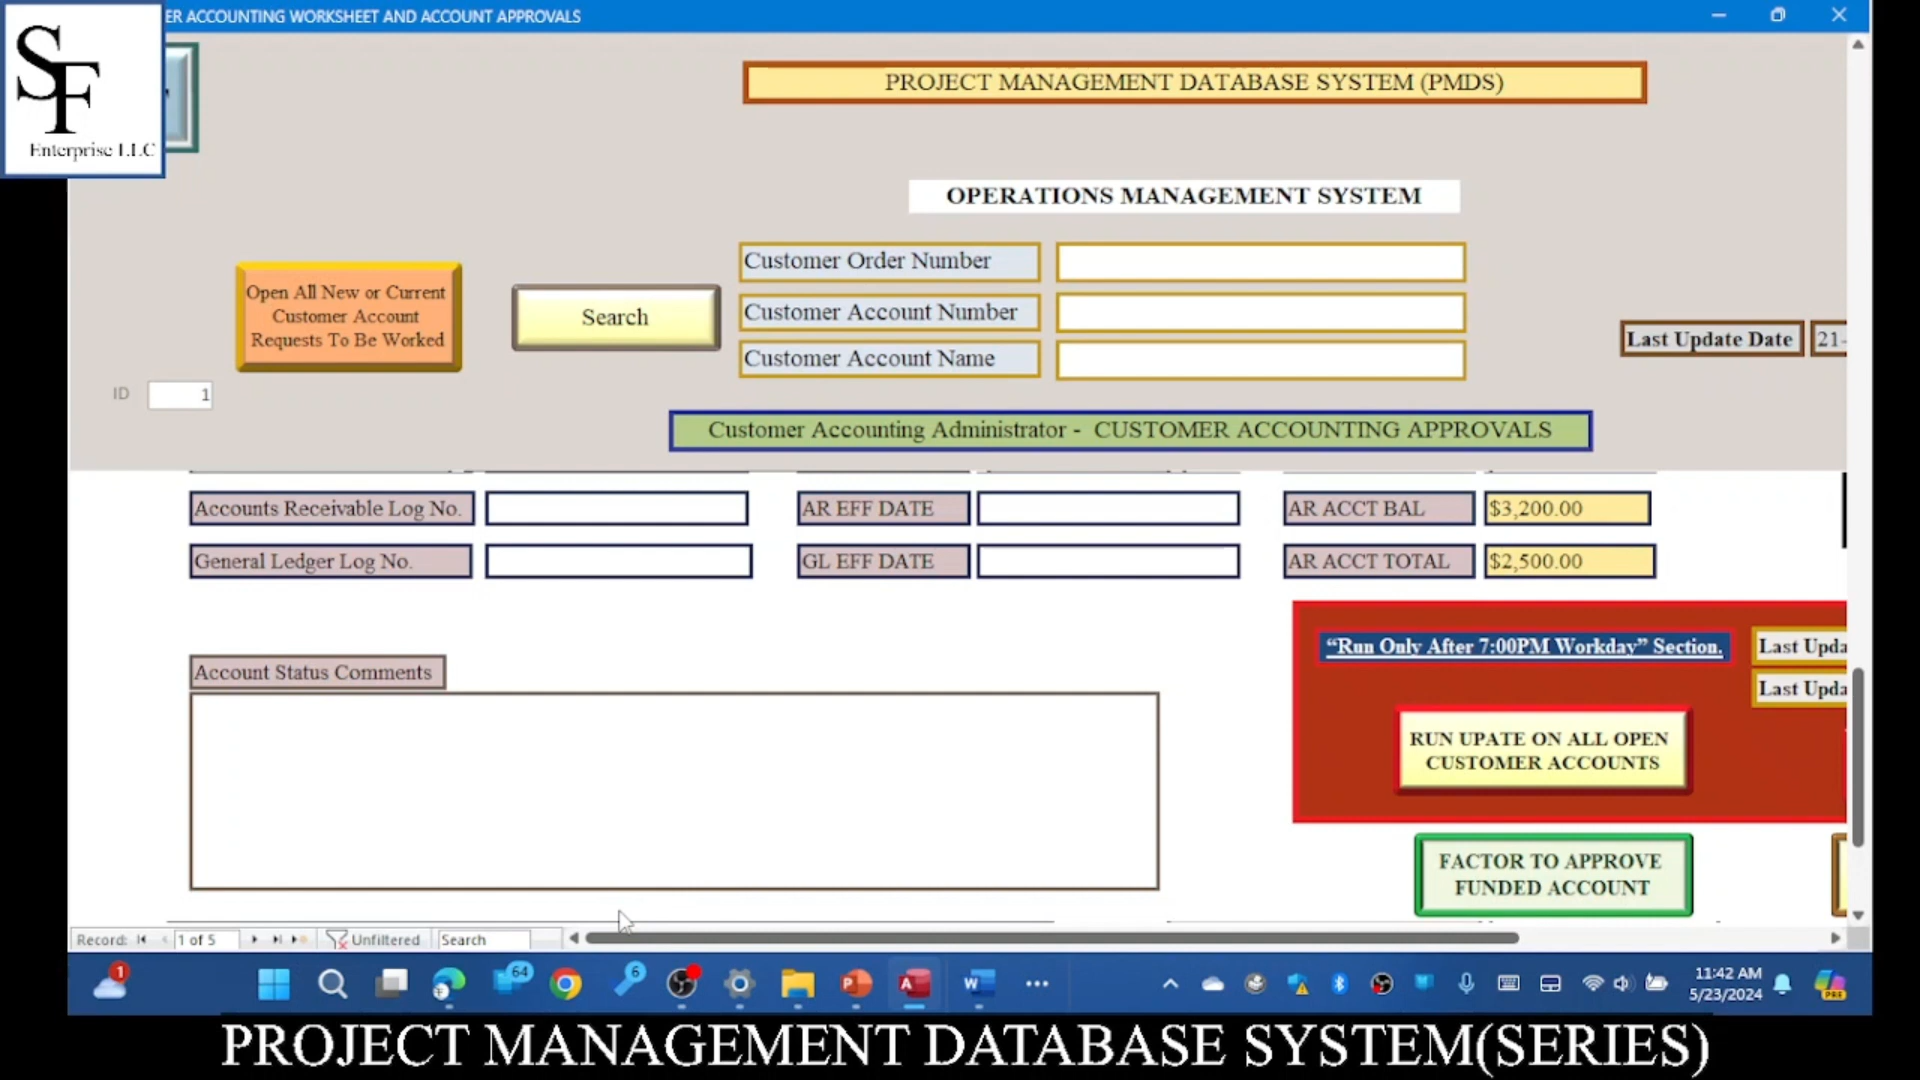 ER ACCOUNTING WORKSHEET AND ACCOUNT APPROVALS
SF
Enterprise LLC
PROJECT MANAGEMENT DATABASE SYSTEM (PMDS)
OPERATIONS MANAGEMENT SYSTEM
Open All New or Current
Customer Account
Requests To Be Worked
Search
Customer Order Number
Customer Account Number
Customer Account Name
Last Update Date 21-
ID 1
Customer Accounting Administrator - CUSTOMER ACCOUNTING APPROVALS
Accounts Receivable Log No. AR EFF DATE AR ACCT BAL $3,200.00
General Ledger Log No. GL EFF DATE AR ACCT TOTAL $2,500.00
Account Status Comments
“Run Only After 7:00PM Workday” Section.
Last Upda
Last Upda
RUN UPATE ON ALL OPEN
CUSTOMER ACCOUNTS
FACTOR TO APPROVE
FUNDED ACCOUNT
Record: 1 of 5 Unfiltered Search
1 64 6 11:42 AM
5/23/2024
PRE
PROJECT MANAGEMENT DATABASE SYSTEM(SERIES)